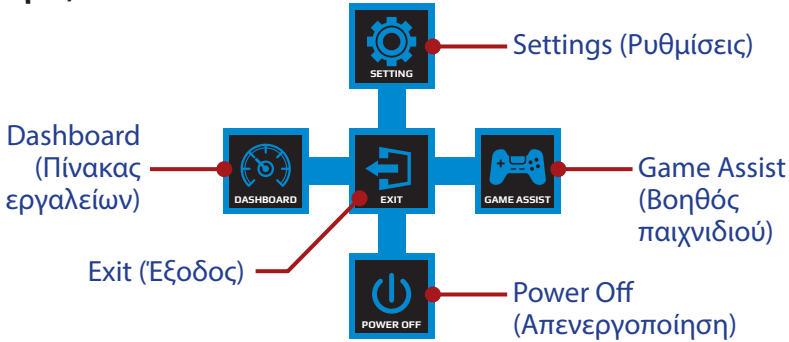 SETTING
Settings (Ρυθμίσεις)
Dashboard
(Πίνακας
εργαλείων)
DASHBOARD
EXIT
GAME ASSIST
Game Assist
(Βοηθός
παιχνιδιού)
Exit (Έξοδος)
POWER OFF
Power Off
(Απενεργοποίηση)